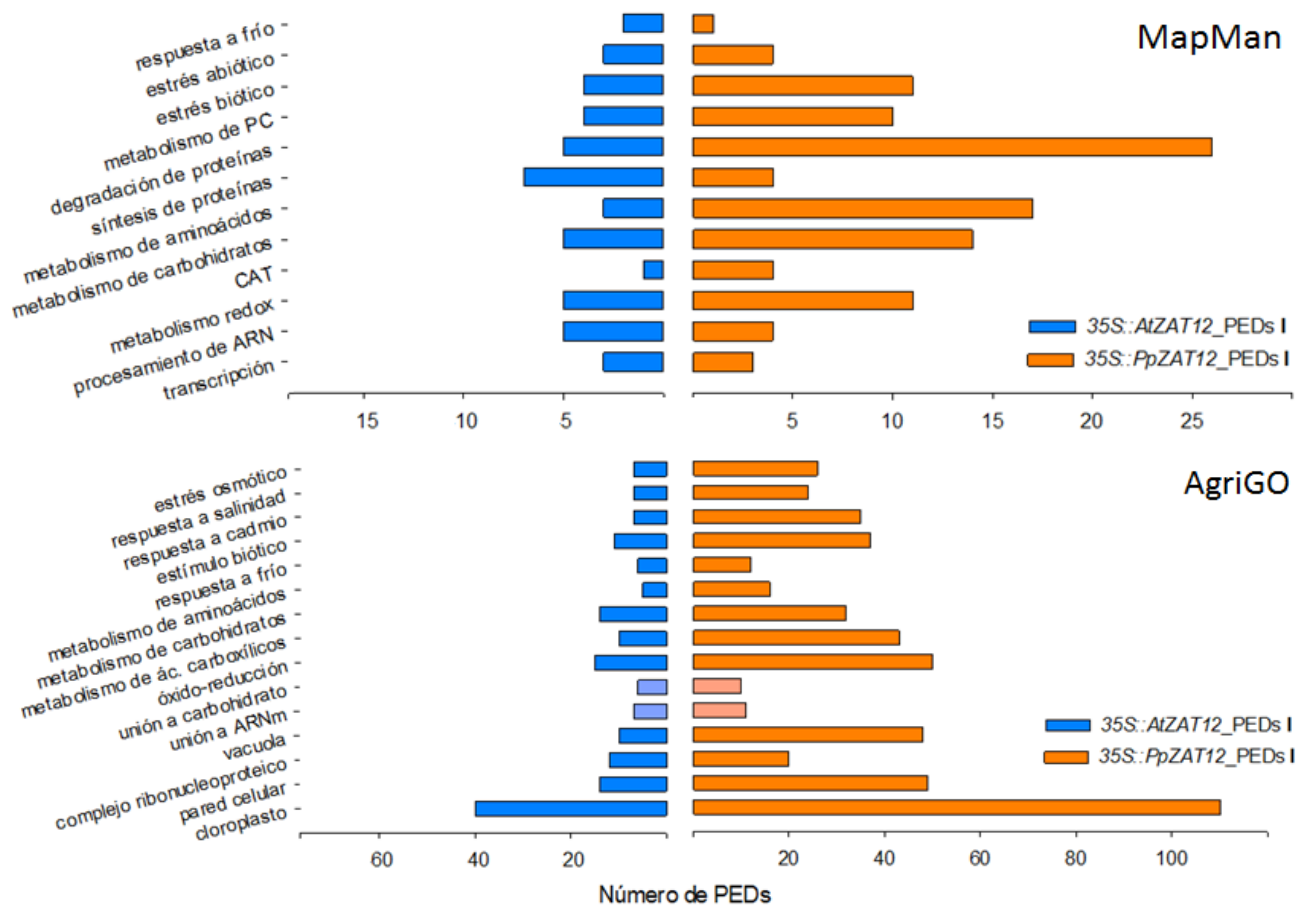 MapMan
respuesta a frío
estrés abiótico
estrés biótico
metabolismo de PC
degradación de proteínas
síntesis de proteínas
metabolismo de aminoácidos
metabolismo de carbohidratos
CAT
metabolismo redox
procesamiento de ARN
transcripción
35S::AtZAT12_PEDs I
35S::PpZAT12_PEDs I
15 10 5 5 10 15 20 25
AgriGO
estrés osmótico
respuesta a salinidad
respuesta a cadmio
estímulo biótico
respuesta a frío
metabolismo de aminoácidos
metabolismo de carbohidratos
metabolismo de ác. carboxílicos
óxido-reducción
unión a carbohidrato
unión a ARNm
vacuola
complejo ribonucleoproteico
pared celular
cloroplasto
35S::AtZAT12_PEDs I
35S::PpZAT12_PEDs I
60 40 20 20 40 60 80 100
Número de PEDs